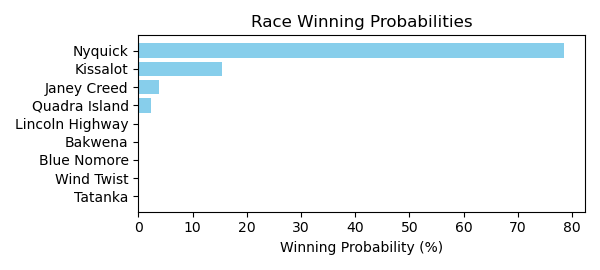 Race Winning Probabilities
Nyquick
Kissalot
Janey Creed
Quadra Island
Lincoln Highway
Bakwena
Blue Nomore
Wind Twist
Tatanka
0 10 20 30 40 50 60 70 80
Winning Probability (%)